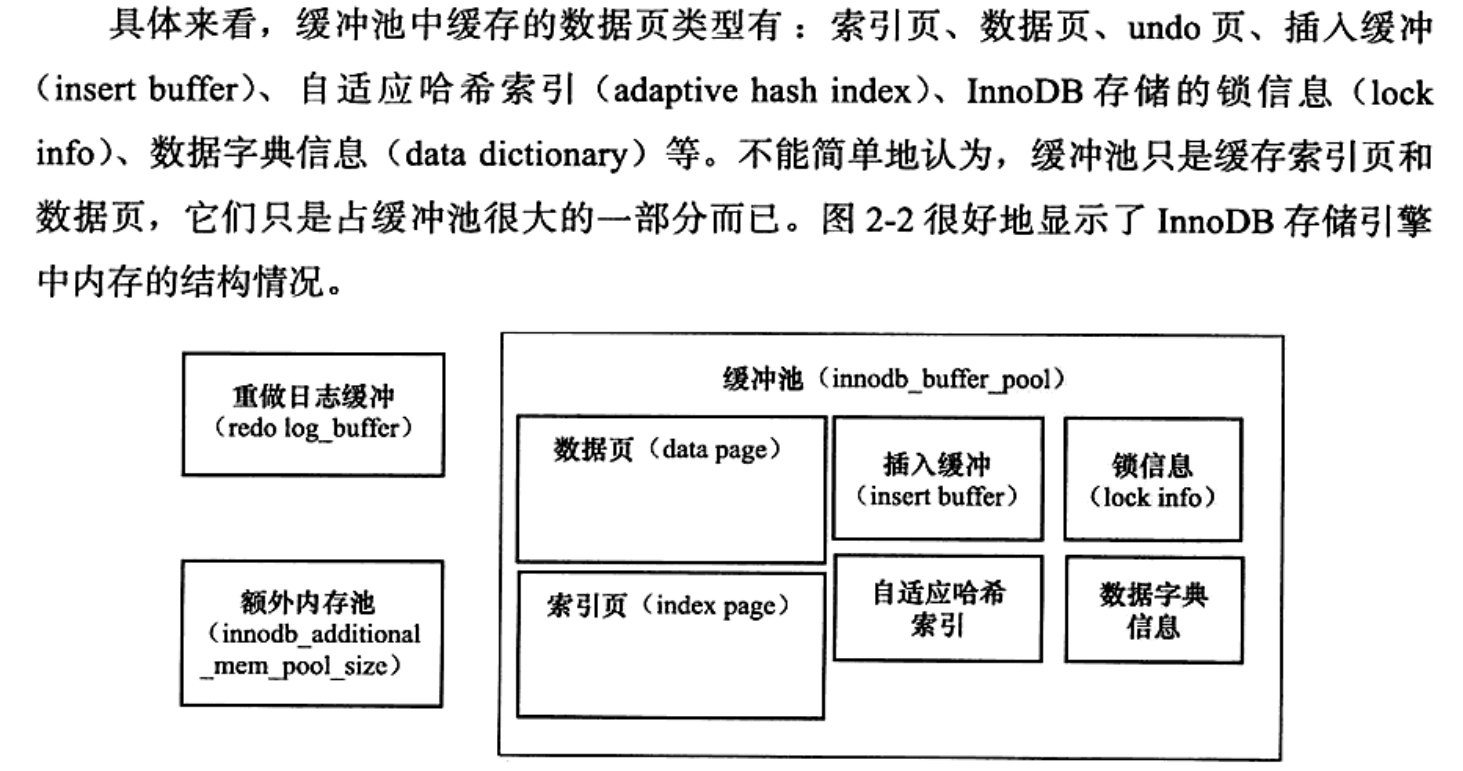 具体来看，缓冲池中缓存的数据页类型有：索引页、数据页、undo 页、插入缓冲
（insert buffer）、自适应哈希索引（adaptive hash index）、InnoDB 存储的锁信息（lock
info）、数据字典信息（data dictionary）等。不能简单地认为，缓冲池只是缓存索引页和
数据页，它们只是占缓冲池很大的一部分而已。图 2-2 很好地显示了 InnoDB 存储引擎
中内存的结构情况。
重做日志缓冲
（redo log_buffer）
额外内存池
（innodb_additional
_mem_pool_size）
缓冲池（innodb_buffer_pool）
数据页（data page）
插入缓冲
（insert buffer）
锁信息
（lock info）
索引页（index page）
自适应哈希
索引
数据字典
信息